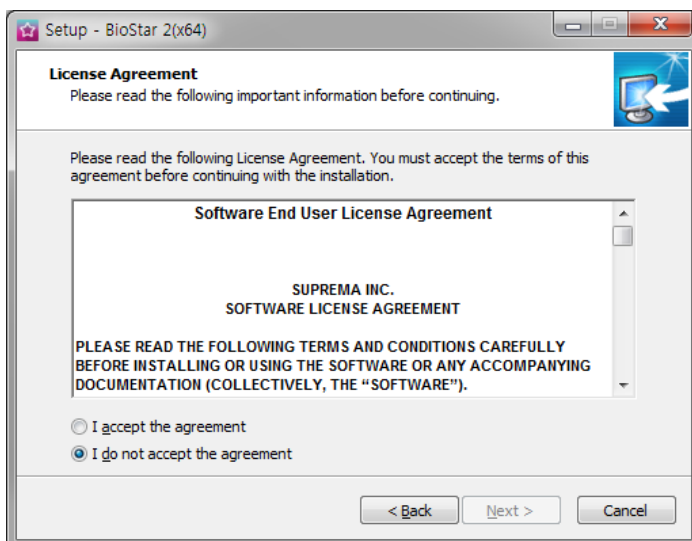 Setup - BioStar 2(x64)
License Agreement
Please read the following important information before continuing.
Please read the following License Agreement. You must accept the terms of this
agreement before continuing with the installation.
Software End User License Agreement
SUPREMA INC.
SOFTWARE LICENSE AGREEMENT
PLEASE READ THE FOLLOWING TERMS AND CONDITIONS CAREFULLY
BEFORE INSTALLING OR USING THE SOFTWARE OR ANY ACCOMPANYING
DOCUMENTATION (COLLECTIVELY, THE “SOFTWARE”).
I accept the agreement
I do not accept the agreement
< Back Next > Cancel